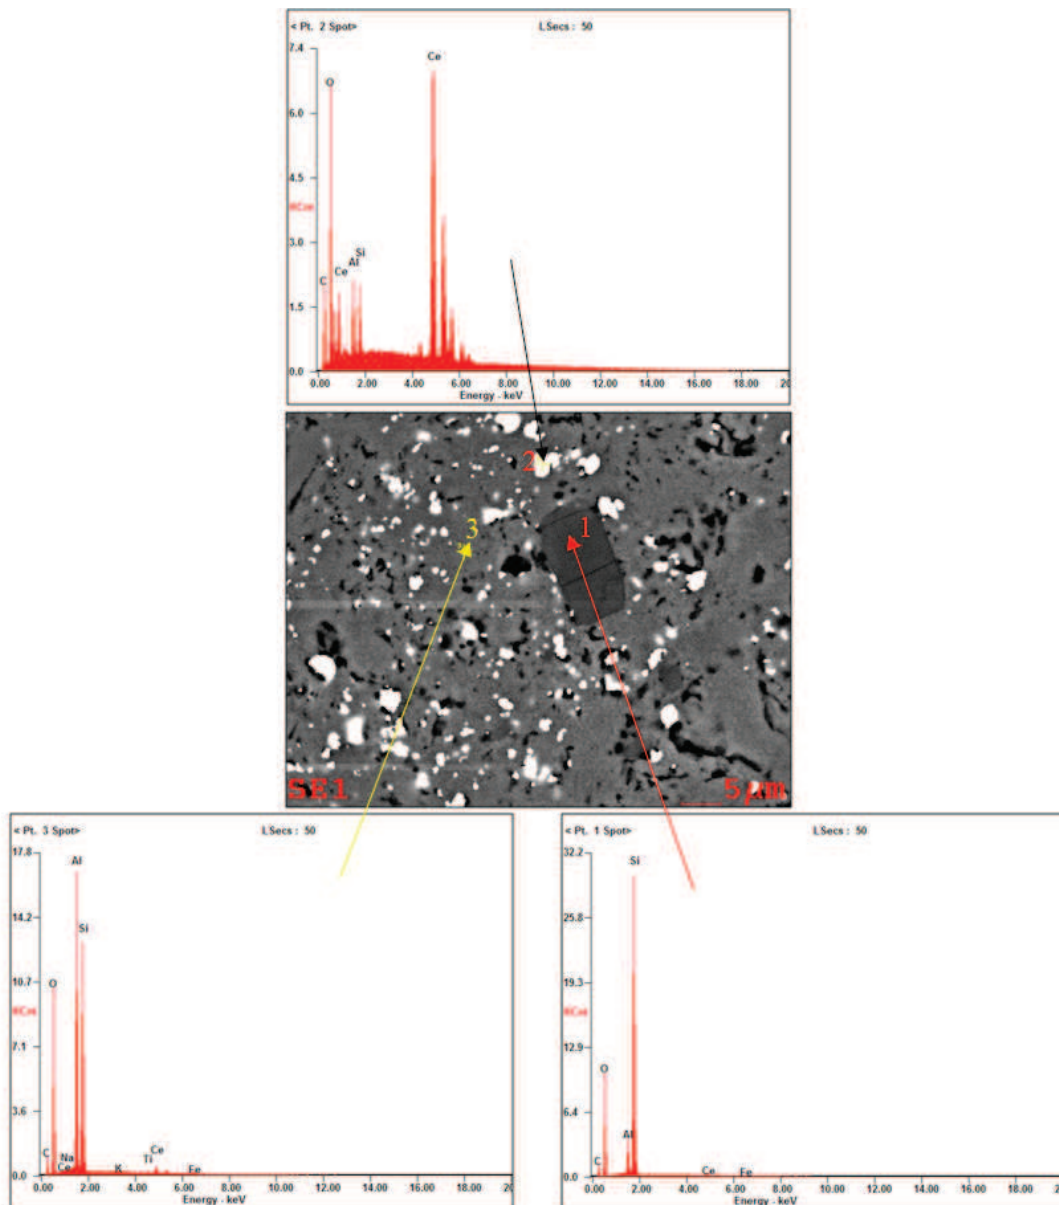 < Pt. 2 Spot> LSecs : 50
7.4
Ce
O
6.0
4.5
3.0
Si
Al
Ce
C
1.5
0.0
0.00 2.00 4.00 6.00 8.00 10.00 12.00 14.00 16.00 18.00 20
Energy - keV
2
3
1
SE1 5µm
< Pt. 3 Spot> LSecs : 50
17.8
Al
14.2
Si
10.7
O
7.1
3.6
C
Na
Ce
K
Ti
Ce
Fe
0.0
0.00 2.00 4.00 6.00 8.00 10.00 12.00 14.00 16.00 18.00 20
Energy - keV
< Pt. 1 Spot> LSecs : 50
32.2
Si
25.8
19.3
12.9
O
6.4
Al
C
Ce
Fe
0.0
0.00 2.00 4.00 6.00 8.00 10.00 12.00 14.00 16.00 18.00 20
Energy - keV